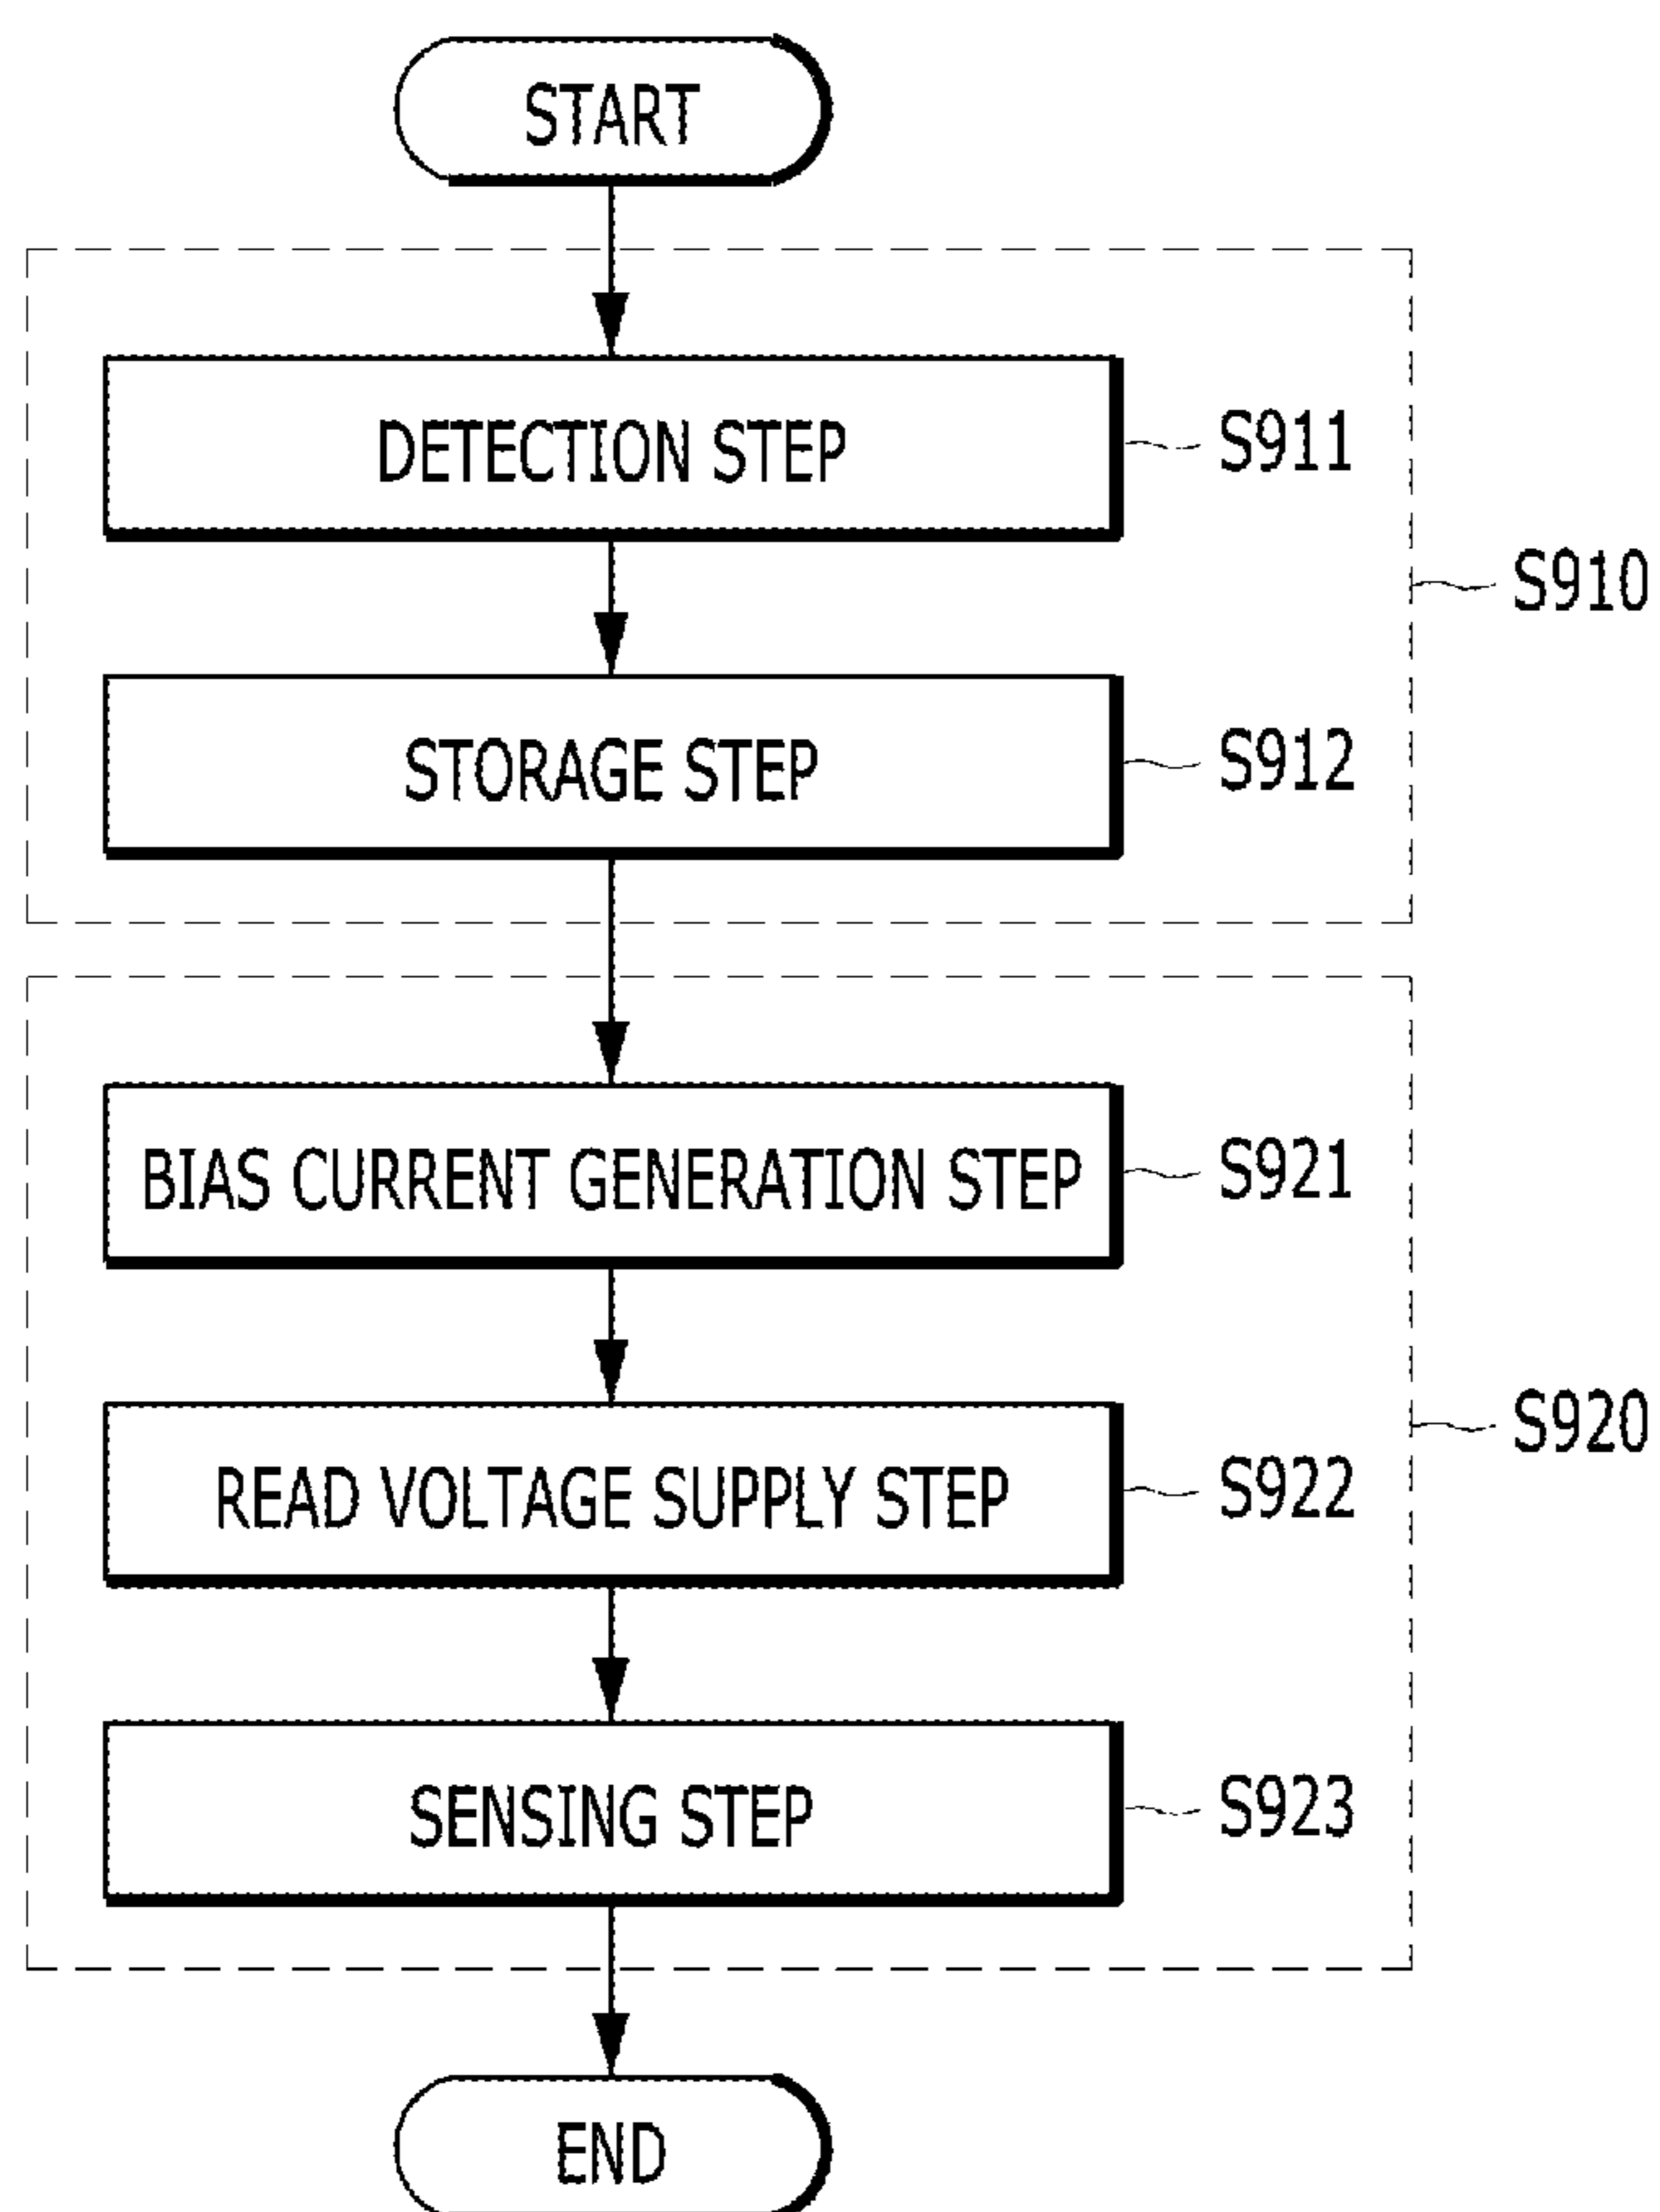 START
DETECTION STEP
S911
S910
STORAGE STEP
S912
BIAS CURRENT GENERATION STEP
S921
READ VOLTAGE SUPPLY STEP
S922
S920
SENSING STEP
S923
END